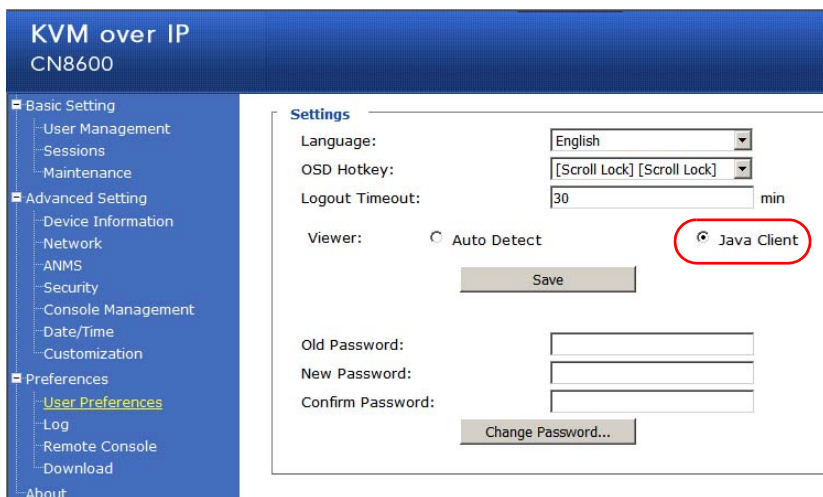 KVM over IP
CN8600
Basic Setting
User Management
Sessions
Maintenance
Advanced Setting
Device Information
Network
ANMS
Security
Console Management
Date/Time
Customization
Preferences
User Preferences
Log
Remote Console
Download
About
Settings
Language: English
OSD Hotkey: [Scroll Lock] [Scroll Lock]
Logout Timeout: 30 min
Viewer: Auto Detect Java Client
Save
Old Password:
New Password:
Confirm Password:
Change Password...